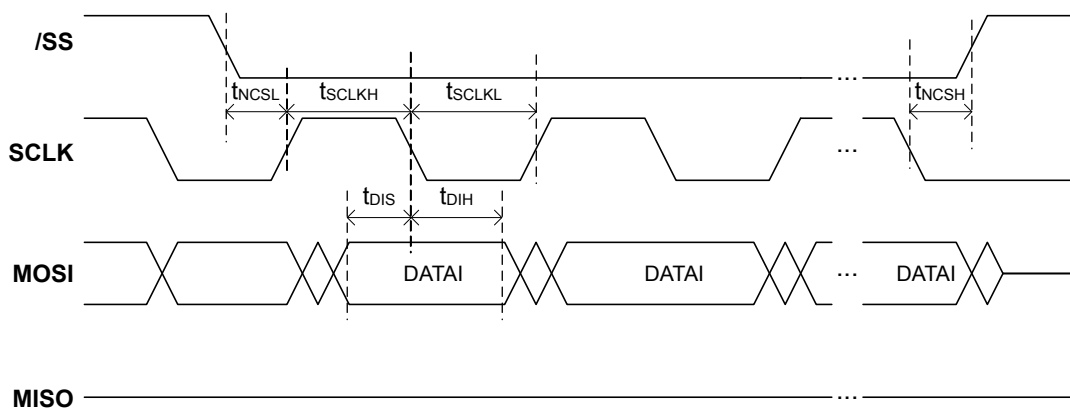 /SS
...
tNCSL tSCLKH tSCLKL tNCSH
SCLK
...
tDIS tDIH
MOSI
DATAI DATAI ... DATAI
MISO
...